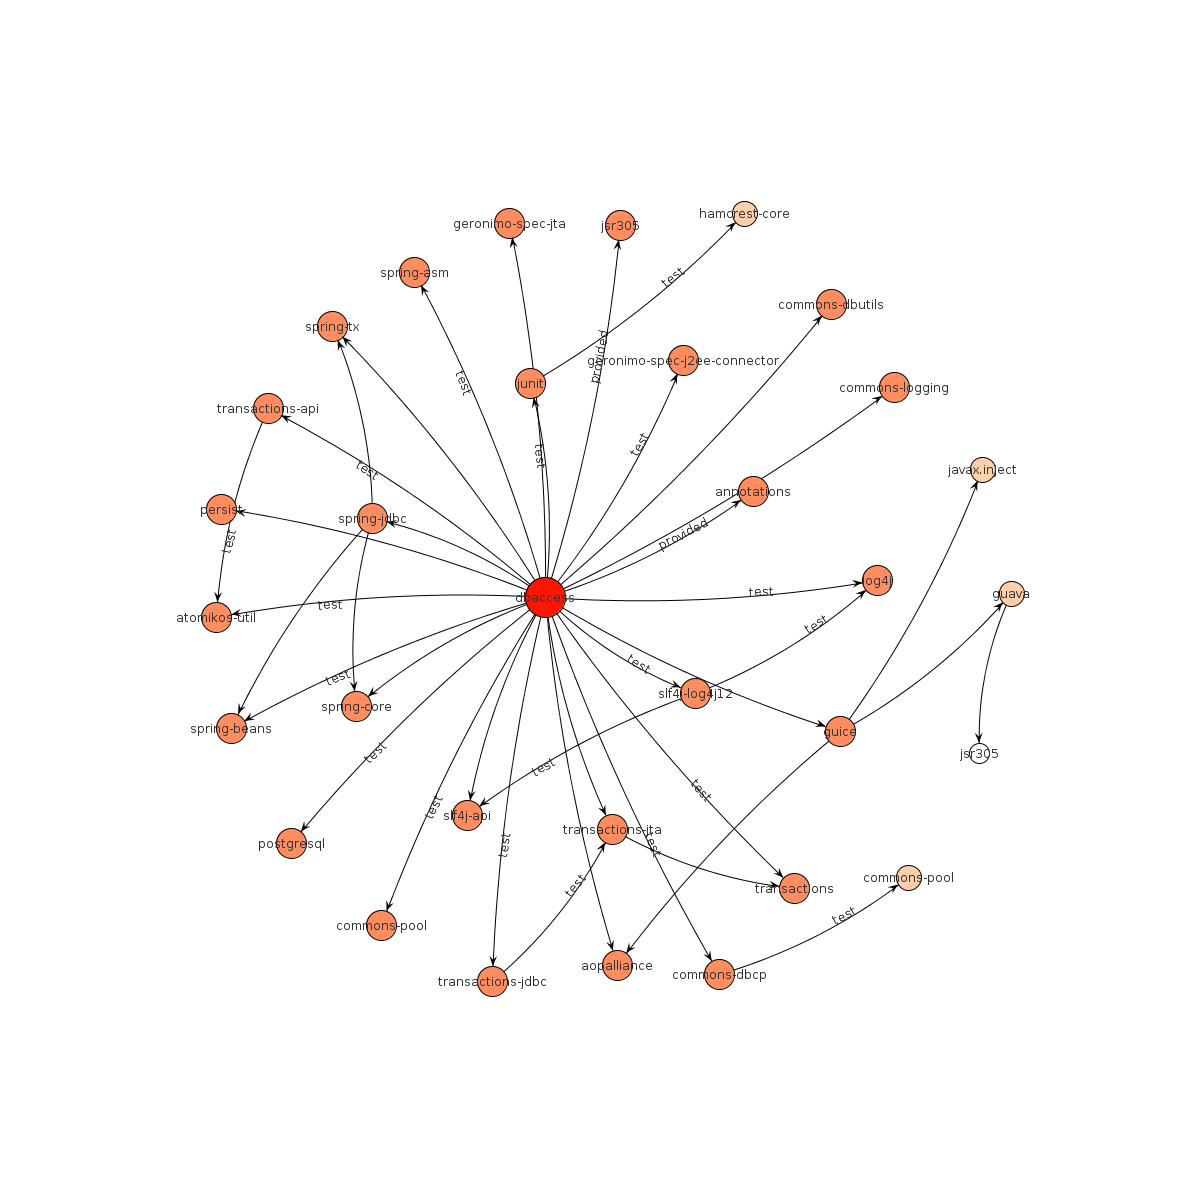 hamcrest-core
geronimo-spec-jta
jsr305
spring-asm
test
commons-dbutils
spring-tx
provided
geronimo-spec-j2ee-connector
test
junit
commons-logging
transactions-api
test
test
test
javax.inject
annotations
persist
spring-jdbc
provided
test
log4j
test
guava
dbaccess
test
atomikos-util
test
test
test
slf4j-log4j12
spring-core
spring-beans
guice
test
jsr305
test
test
test
slf4j-api
transactions-jta
test
test
postgresql
commons-pool
test
transactions
test
commons-pool
aopalliance
commons-dbcp
transactions-jdbc